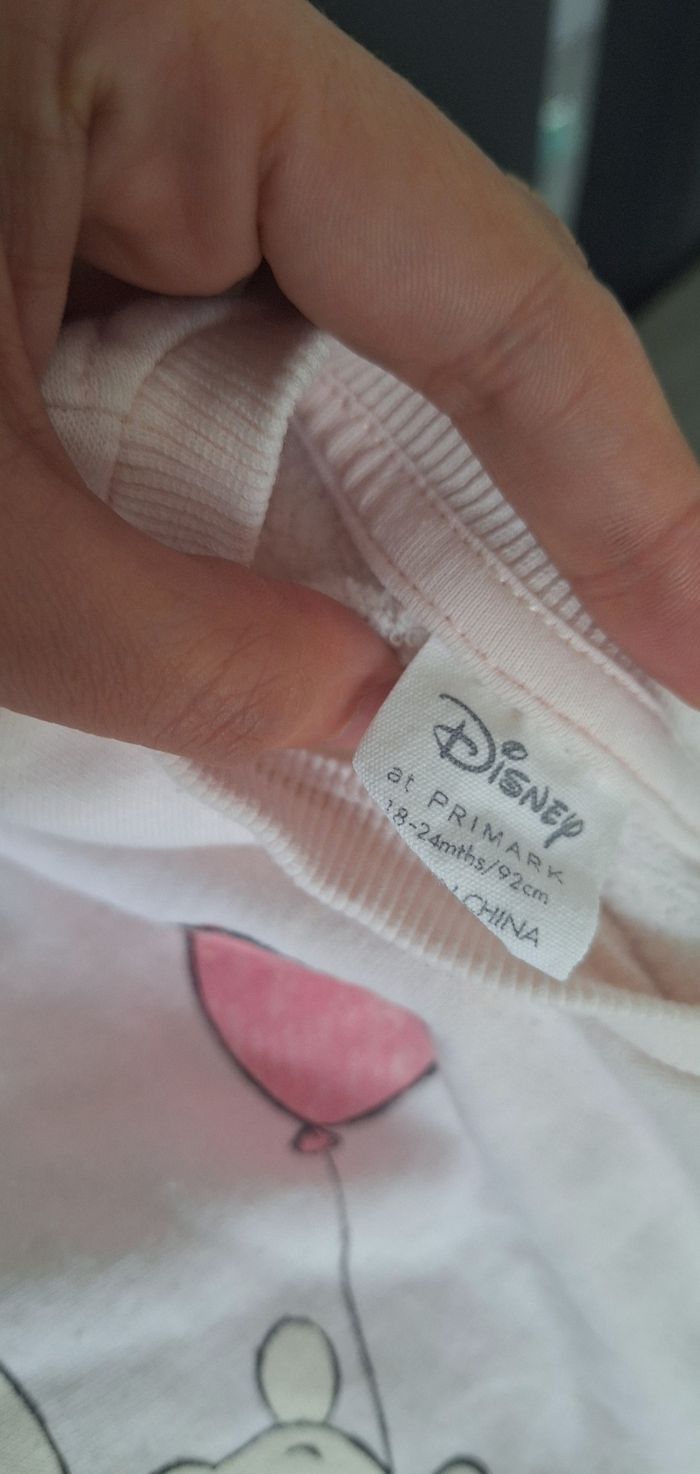 Disney
at PRIMARK
18-24mths/92cm
CHINA